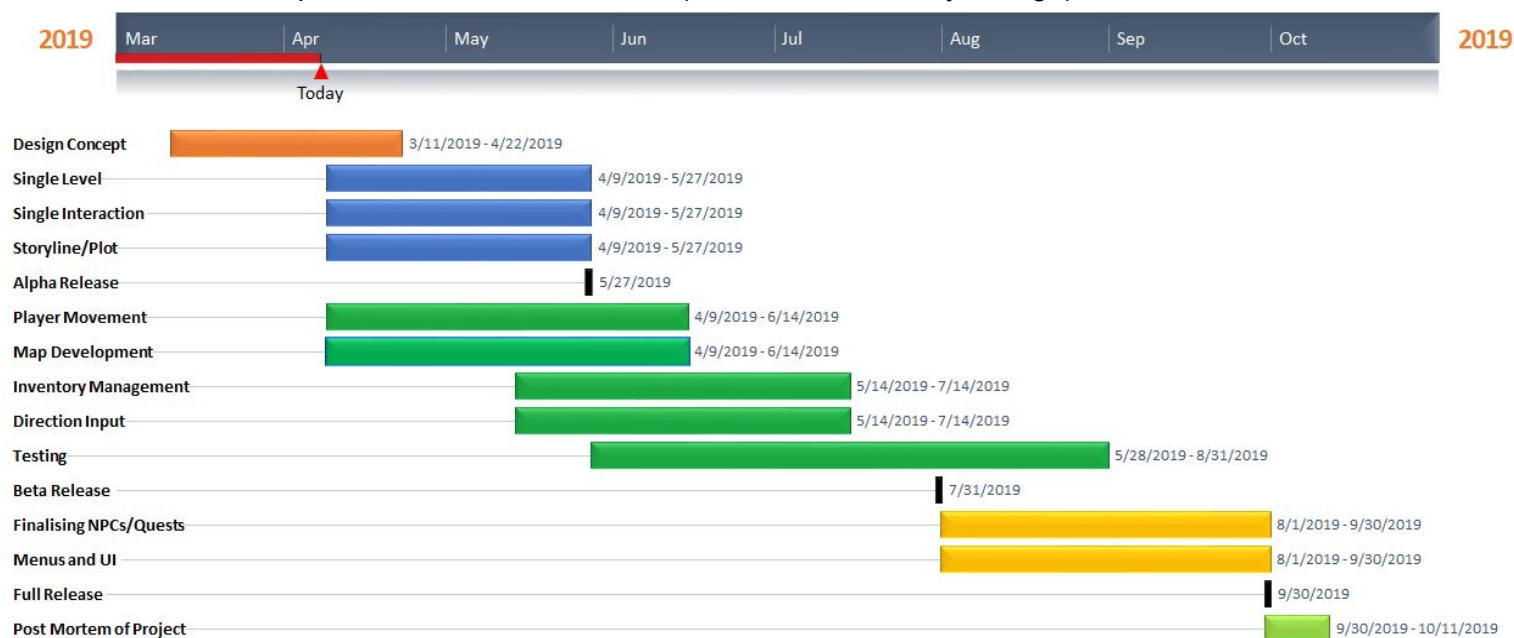 2019 Mar Apr May Jun Jul Aug Sep Oct 2019
Today
Design Concept 3/11/2019 - 4/22/2019
Single Level 4/9/2019 - 5/27/2019
Single Interaction 4/9/2019 - 5/27/2019
Storyline/Plot 4/9/2019 - 5/27/2019
Alpha Release 5/27/2019
Player Movement 4/9/2019 - 6/14/2019
Map Development 4/9/2019 - 6/14/2019
Inventory Management 5/14/2019 - 7/14/2019
Direction Input 5/14/2019 - 7/14/2019
Testing 5/28/2019 - 8/31/2019
Beta Release 7/31/2019
Finalising NPCs/Quests 8/1/2019 - 9/30/2019
Menus and UI 8/1/2019 - 9/30/2019
Full Release 9/30/2019
Post Mortem of Project 9/30/2019 - 10/11/2019